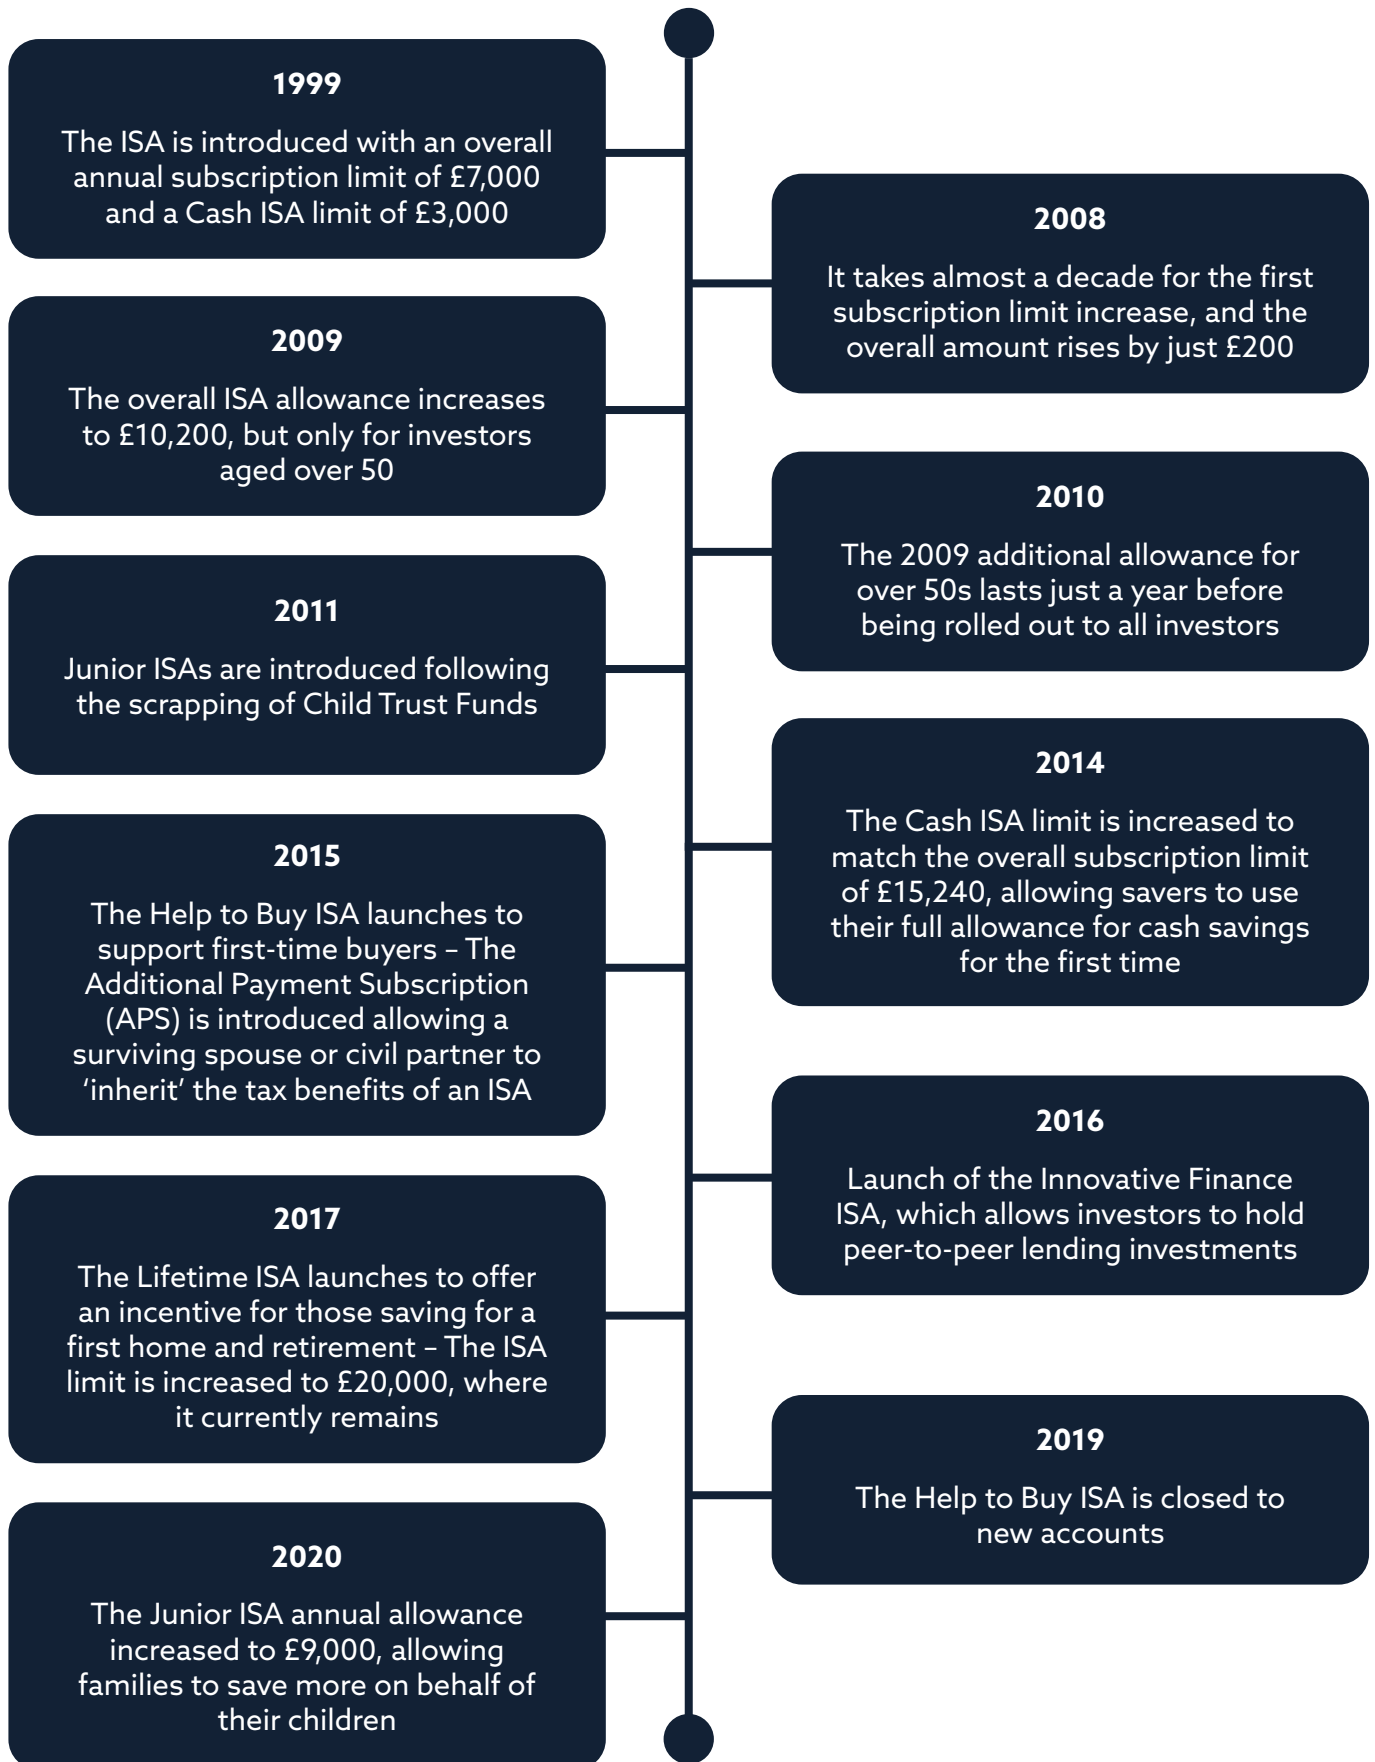 1999
The ISA is introduced with an overall
annual subscription limit of £7,000
and a Cash ISA limit of £3,000
2008
It takes almost a decade for the first
subscription limit increase, and the
overall amount rises by just £200
2009
The overall ISA allowance increases
to £10,200, but only for investors
aged over 50
2010
The 2009 additional allowance for
over 50s lasts just a year before
being rolled out to all investors
2011
Junior ISAs are introduced following
the scrapping of Child Trust Funds
2014
The Cash ISA limit is increased to
match the overall subscription limit
of £15,240, allowing savers to use
their full allowance for cash savings
for the first time
2015
The Help to Buy ISA launches to
support first-time buyers – The
Additional Payment Subscription
(APS) is introduced allowing a
surviving spouse or civil partner to
‘inherit’ the tax benefits of an ISA
2016
Launch of the Innovative Finance
ISA, which allows investors to hold
peer-to-peer lending investments
2017
The Lifetime ISA launches to offer
an incentive for those saving for a
first home and retirement – The ISA
limit is increased to £20,000, where
it currently remains
2019
The Help to Buy ISA is closed to
new accounts
2020
The Junior ISA annual allowance
increased to £9,000, allowing
families to save more on behalf of
their children